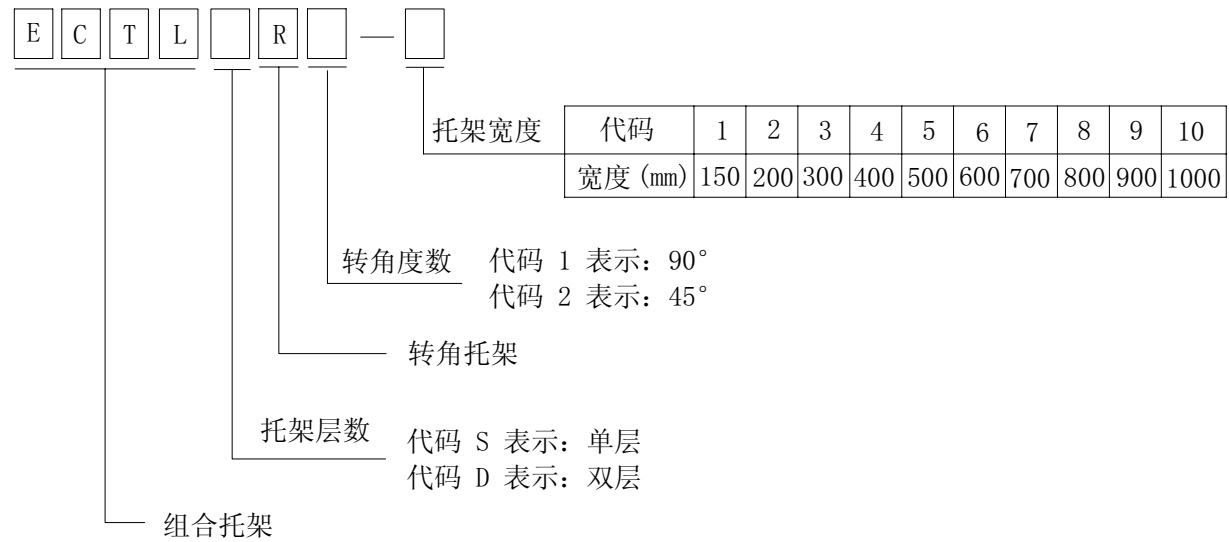 E C T L R —
托架宽度 代码 1 2 3 4 5 6 7 8 9 10
宽度(mm) 150 200 300 400 500 600 700 800 900 1000
转角度数 代码 1 表示：90°
代码 2 表示：45°
转角托架
托架层数 代码 S 表示：单层
代码 D 表示：双层
组合托架